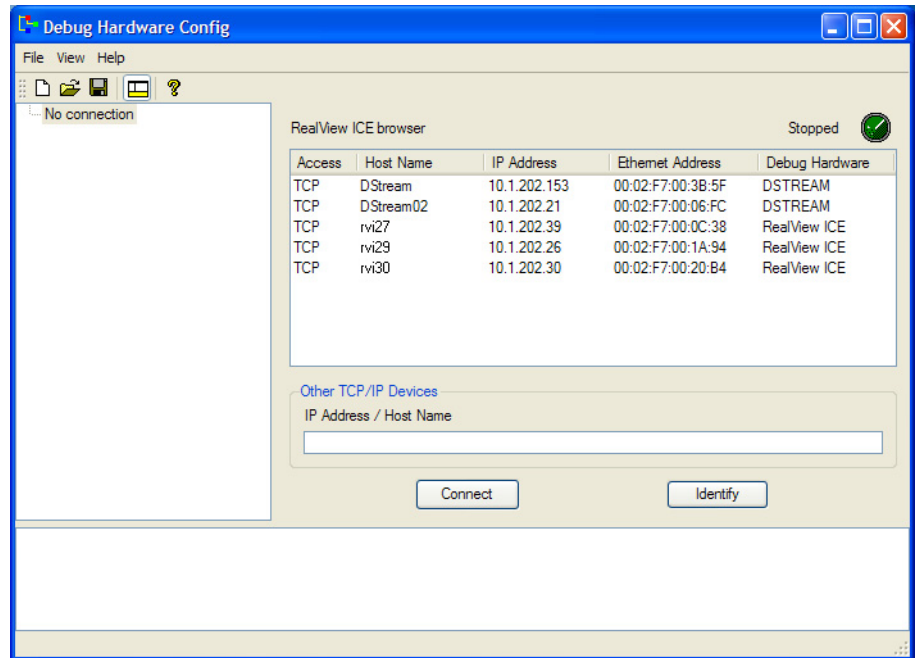 Debug Hardware Config
File View Help
No connection
RealView ICE browser Stopped
Access Host Name IP Address Ethernet Address Debug Hardware
TCP DStream 10.1.202.153 00:02:F7:00:3B:5F DSTREAM
TCP DStream02 10.1.202.21 00:02:F7:00:06:FC DSTREAM
TCP rvi27 10.1.202.39 00:02:F7:00:0C:38 RealView ICE
TCP rvi29 10.1.202.26 00:02:F7:00:1A:94 RealView ICE
TCP rvi30 10.1.202.30 00:02:F7:00:20:B4 RealView ICE
Other TCP/IP Devices
IP Address / Host Name
Connect Identify